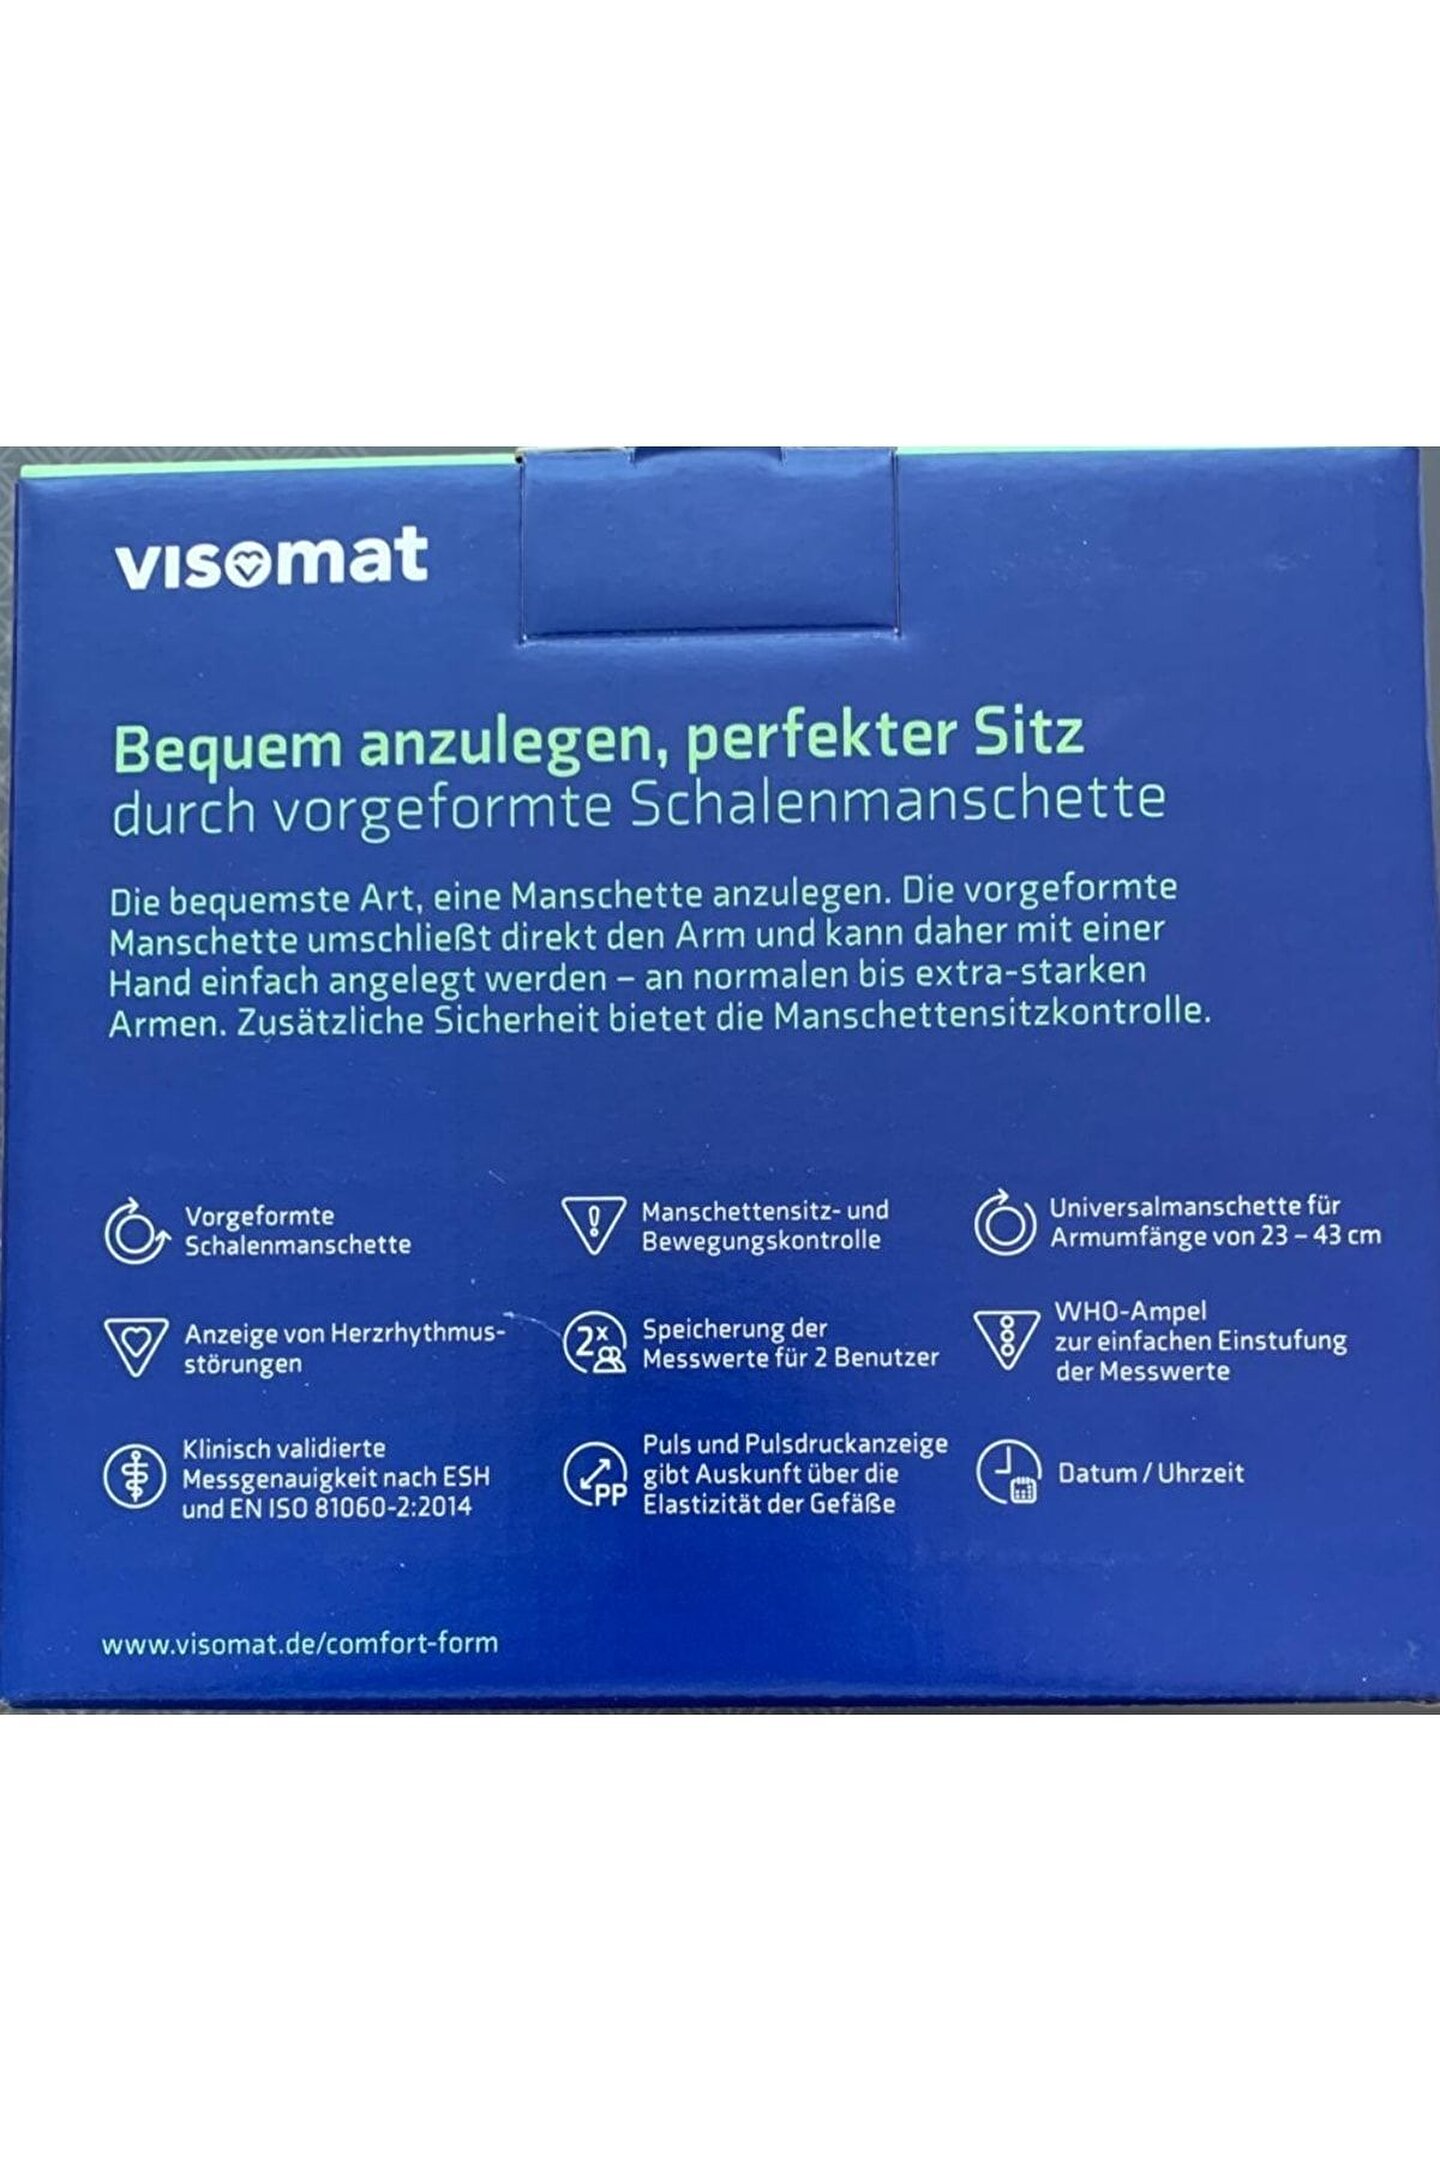 visomat
Bequem anzulegen, perfekter Sitz
durch vorgeformte Schalenmanschette
Die bequemste Art, eine Manschette anzulegen. Die vorgeformte
Manschette umschließt direkt den Arm und kann daher mit einer
Hand einfach angelegt werden – an normalen bis extra-starken
Armen. Zusätzliche Sicherheit bietet die Manschettensitzkontrolle.
Vorgeformte
Schalenmanschette
Manschettensitz- und
Bewegungskontrolle
Universalmanschette für
Armumfänge von 23 – 43 cm
Anzeige von Herzrhythmus-
störungen
2x
Speicherung der
Messwerte für 2 Benutzer
WHO-Ampel
zur einfachen Einstufung
der Messwerte
Klinisch validierte
Messgenauigkeit nach ESH
und EN ISO 81060-2:2014
PP
Puls und Pulsdruckanzeige
gibt Auskunft über die
Elastizität der Gefäße
Datum / Uhrzeit
www.visomat.de/comfort-form